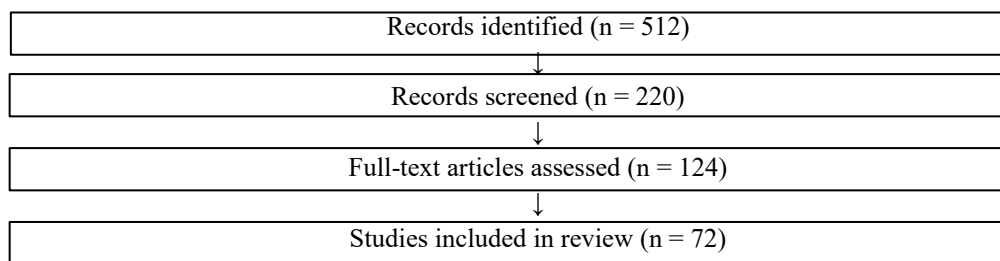 Records identified (n = 512)
↓
Records screened (n = 220)
↓
Full-text articles assessed (n = 124)
↓
Studies included in review (n = 72)